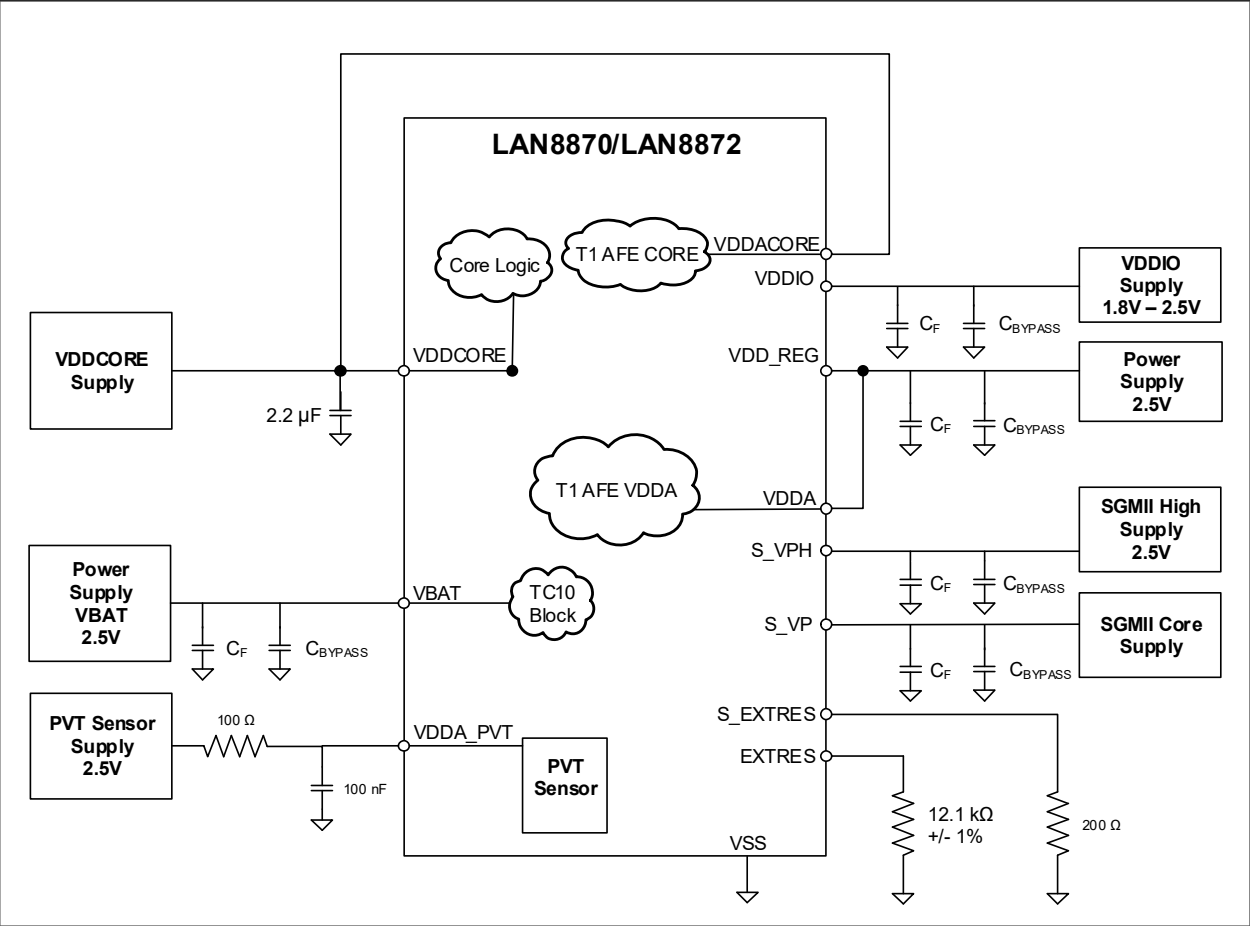 LAN8870/LAN8872
Core Logic
T1 AFE CORE
VDDACORE
VDDIO
VDDIO
Supply
1.8V – 2.5V
CF
CBYPASS
VDDCORE
Supply
VDDCORE
2.2 µF
VDD_REG
Power
Supply
2.5V
CF
CBYPASS
T1 AFE VDDA
VDDA
S_VPH
SGMII High
Supply
2.5V
CF
CBYPASS
Power
Supply
VBAT
2.5V
CF
CBYPASS
VBAT
TC10
Block
S_VP
SGMII Core
Supply
CF
CBYPASS
PVT Sensor
Supply
2.5V
100 Ω
100 nF
VDDA_PVT
PVT
Sensor
S_EXTRES
EXTRES
12.1 kΩ
+/- 1%
200 Ω
VSS